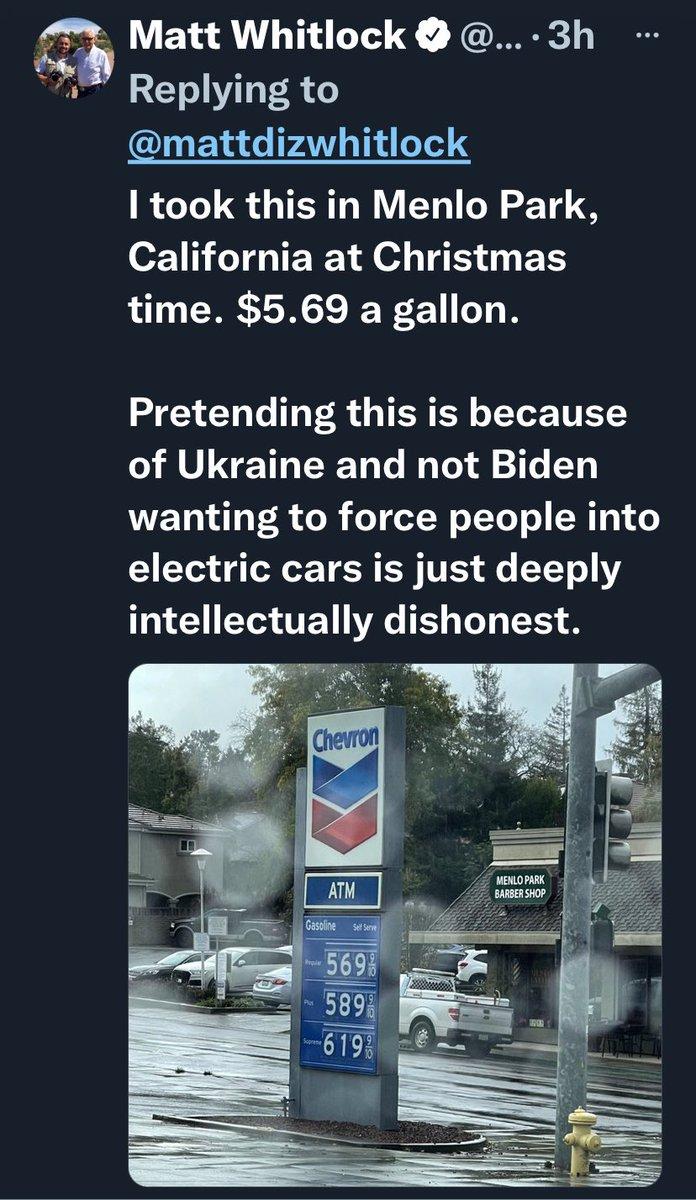 Matt Whitlock @... · 3h ...
Replying to
@mattdizwhitlock
I took this in Menlo Park,
California at Christmas
time. $5.69 a gallon.
Pretending this is because
of Ukraine and not Biden
wanting to force people into
electric cars is just deeply
intellectually dishonest.
Chevron
ATM
Gasoline Self Serve
Regular 569 9/10
Plus 589 9/10
Supreme 619 9/10
MENLO PARK
BARBER SHOP